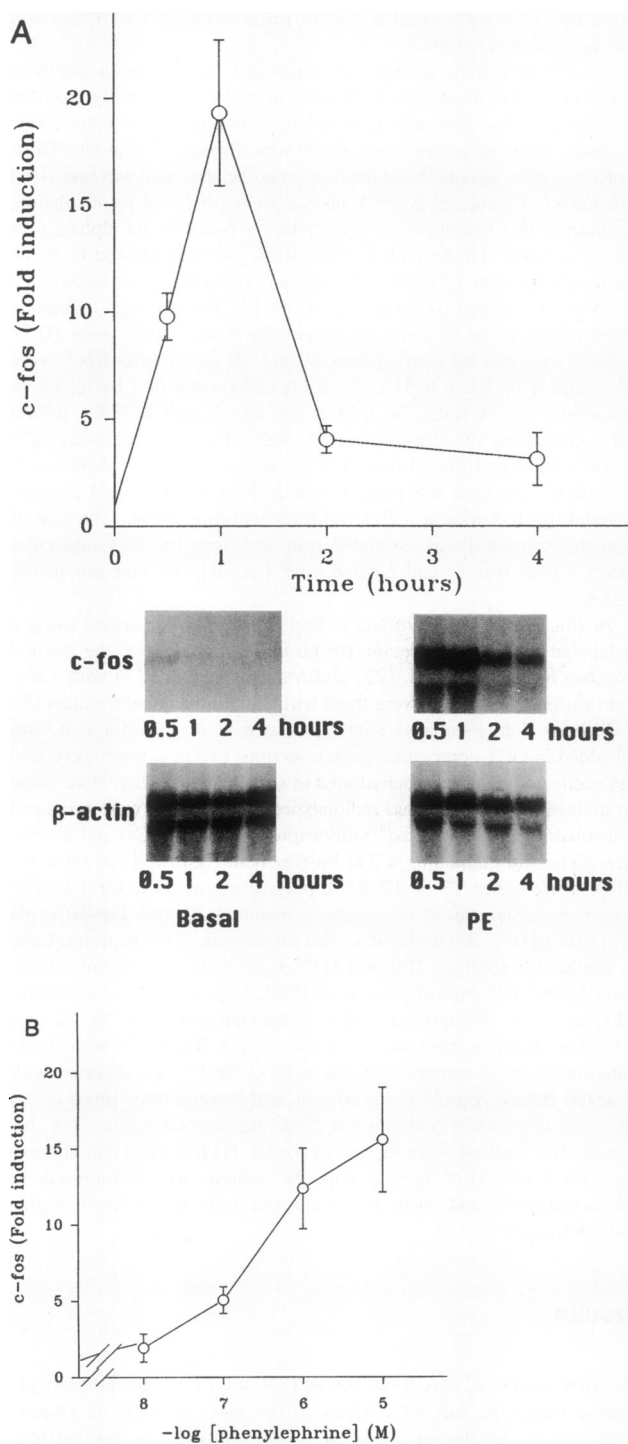 A
c-fos (Fold induction)
20
15
10
5
0
0 1 2 3 4
Time (hours)
c-fos
0.5 1 2 4 hours
0.5 1 2 4 hours
β-actin
0.5 1 2 4 hours
0.5 1 2 4 hours
Basal
PE
B
c-fos (Fold induction)
20
15
10
5
0
8 7 6 5
-log [phenylephrine] (M)